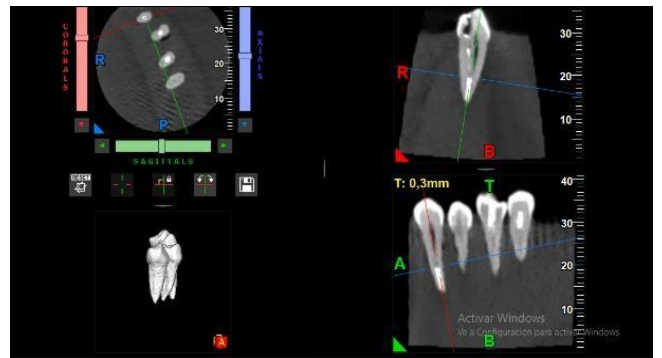 CORONALS
R
30
20
10
P
AXIALS
SAGITTALS
A
R
30
20
10
B
T: 0,3mm
T
40
30
A
20
10
B
Activar Windows
Ve a Configuración para activar Windows.